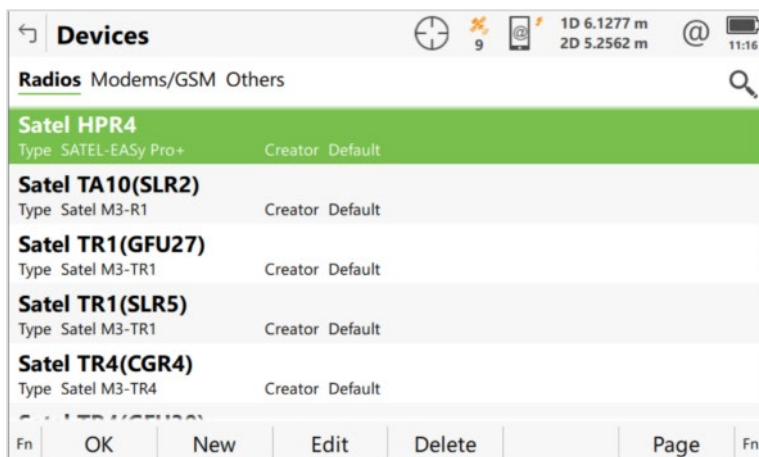 Devices
9
@
1D 6.1277 m
2D 5.2562 m
@
11:16
Radios Modems/GSM Others
Satel HPR4
Type SATEL-EASy Pro+ Creator Default
Satel TA10(SLR2)
Type Satel M3-R1 Creator Default
Satel TR1(GFU27)
Type Satel M3-TR1 Creator Default
Satel TR1(SLR5)
Type Satel M3-TR1 Creator Default
Satel TR4(CGR4)
Type Satel M3-TR4 Creator Default
Fn OK New Edit Delete Page Fn